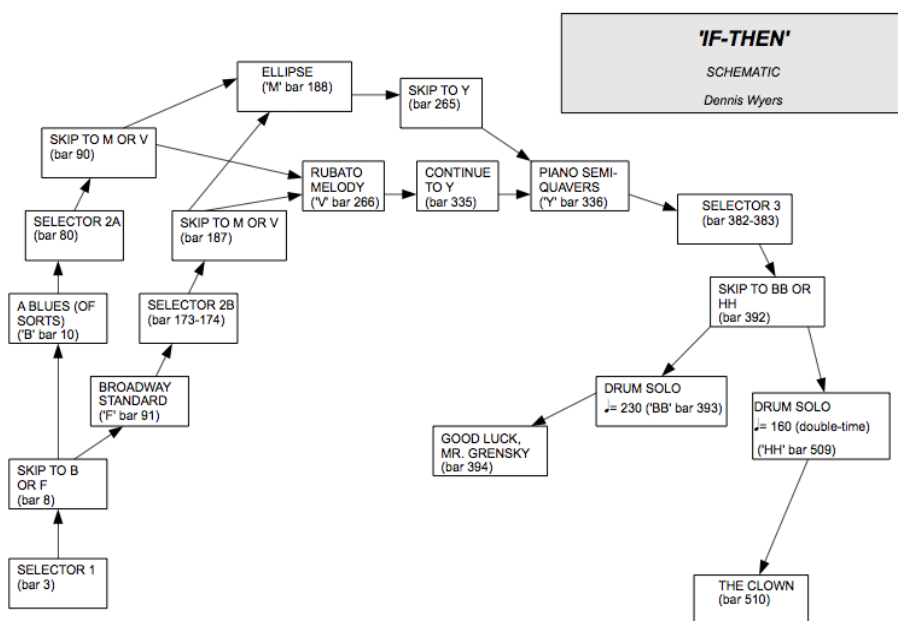 'IF-THEN'
SCHEMATIC
Dennis Wyers
ELLIPSE
('M' bar 188)
SKIP TO Y
(bar 265)
SKIP TO M OR V
(bar 90)
RUBATO
MELODY
('V' bar 266)
CONTINUE
TO Y
(bar 335)
PIANO SEMI-
QUAVERS
('Y' bar 336)
SELECTOR 2A
(bar 80)
SKIP TO M OR V
(bar 187)
SELECTOR 3
(bar 382-383)
A BLUES (OF
SORTS)
('B' bar 10)
SELECTOR 2B
(bar 173-174)
SKIP TO BB OR
HH
(bar 392)
BROADWAY
STANDARD
('F' bar 91)
DRUM SOLO
♩= 230 ('BB' bar 393)
DRUM SOLO
♩= 160 (double-time)
('HH' bar 509)
GOOD LUCK,
MR. GRENSKY
(bar 394)
SKIP TO B
OR F
(bar 8)
SELECTOR 1
(bar 3)
THE CLOWN
(bar 510)